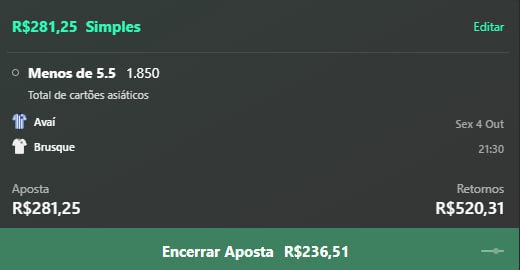 R$281,25 Simples
Editar
Menos de 5.5 1.850
Total de cartões asiáticos
Avaí
Sex 4 Out
Brusque
21:30
Aposta
Retornos
R$281,25
R$520,31
Encerrar Aposta R$236,51